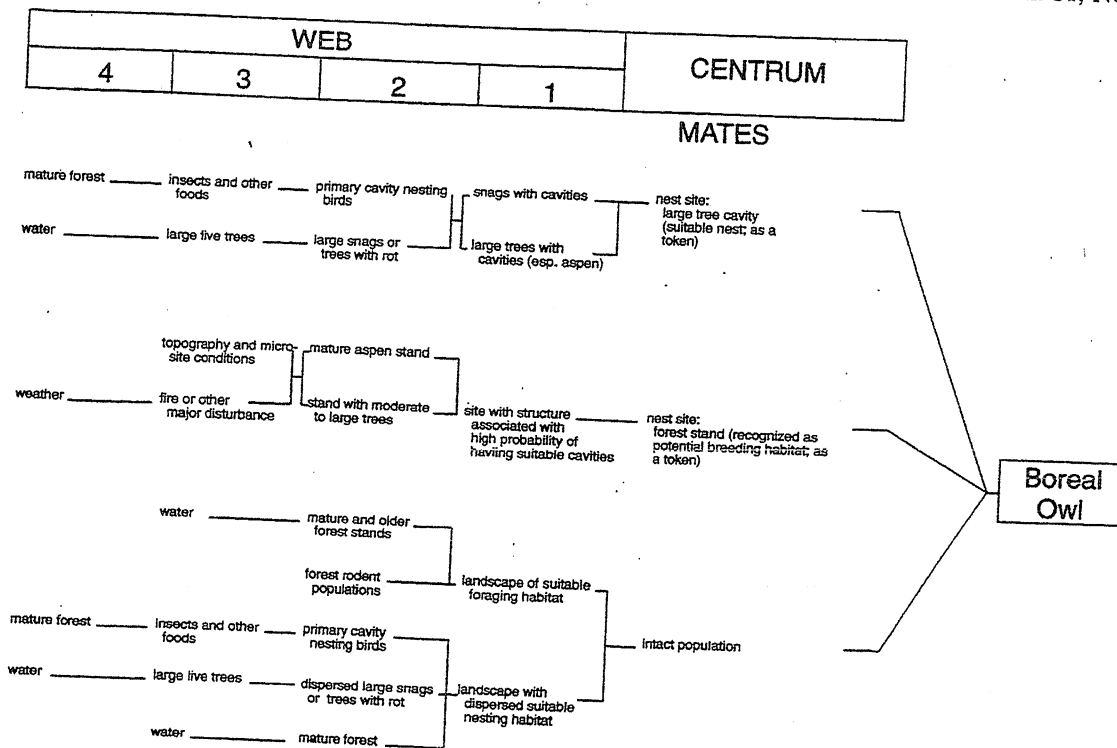 WEB
CENTRUM
4
3
2
1
MATES
mature forest
insects and other
foods
primary cavity nesting
birds
snags with cavities
nest site:
large tree cavity
(suitable nest; as a
token)
water
large live trees
large snags or
trees with rot
large trees with
cavities (esp. aspen)
topography and micro-
site conditions
mature aspen stand
weather
fire or other
major disturbance
stand with moderate
to large trees
site with structure
associated with
high probability of
having suitable cavities
nest site:
forest stand (recognized as
potential breeding habitat; as
a token)
Boreal
Owl
water
mature and older
forest stands
forest rodent
populations
landscape of suitable
foraging habitat
mature forest
insects and other
foods
primary cavity
nesting birds
intact population
water
large live trees
dispersed large snags
or trees with rot
landscape with
dispersed suitable
nesting habitat
water
mature forest